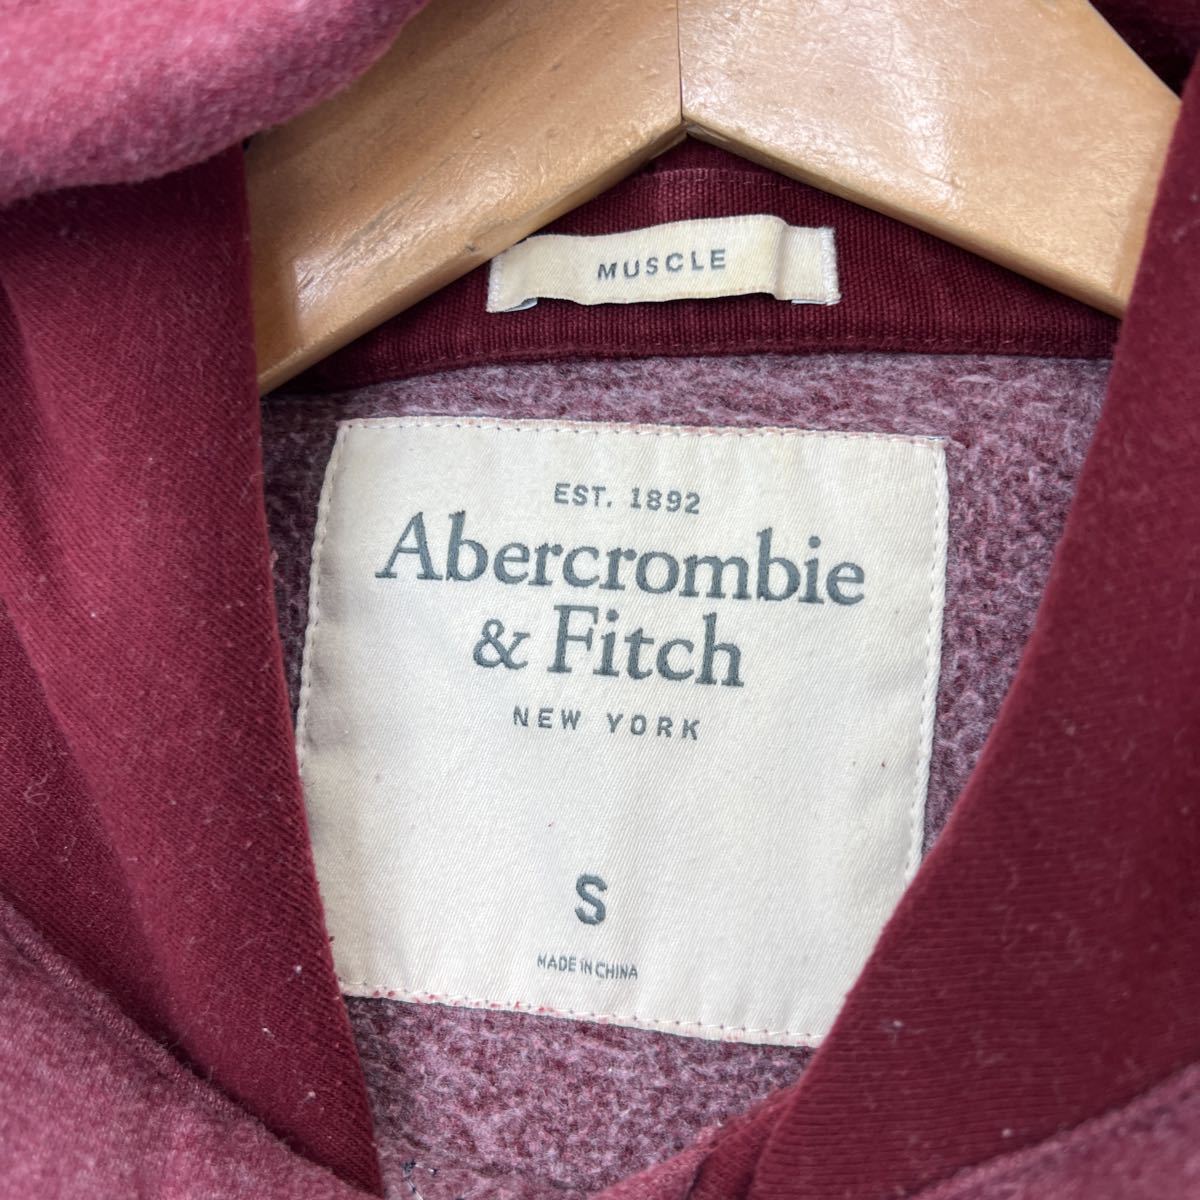 MUSCLE
EST. 1892
Abercrombie
& Fitch
NEW YORK
S
MADE IN CHINA